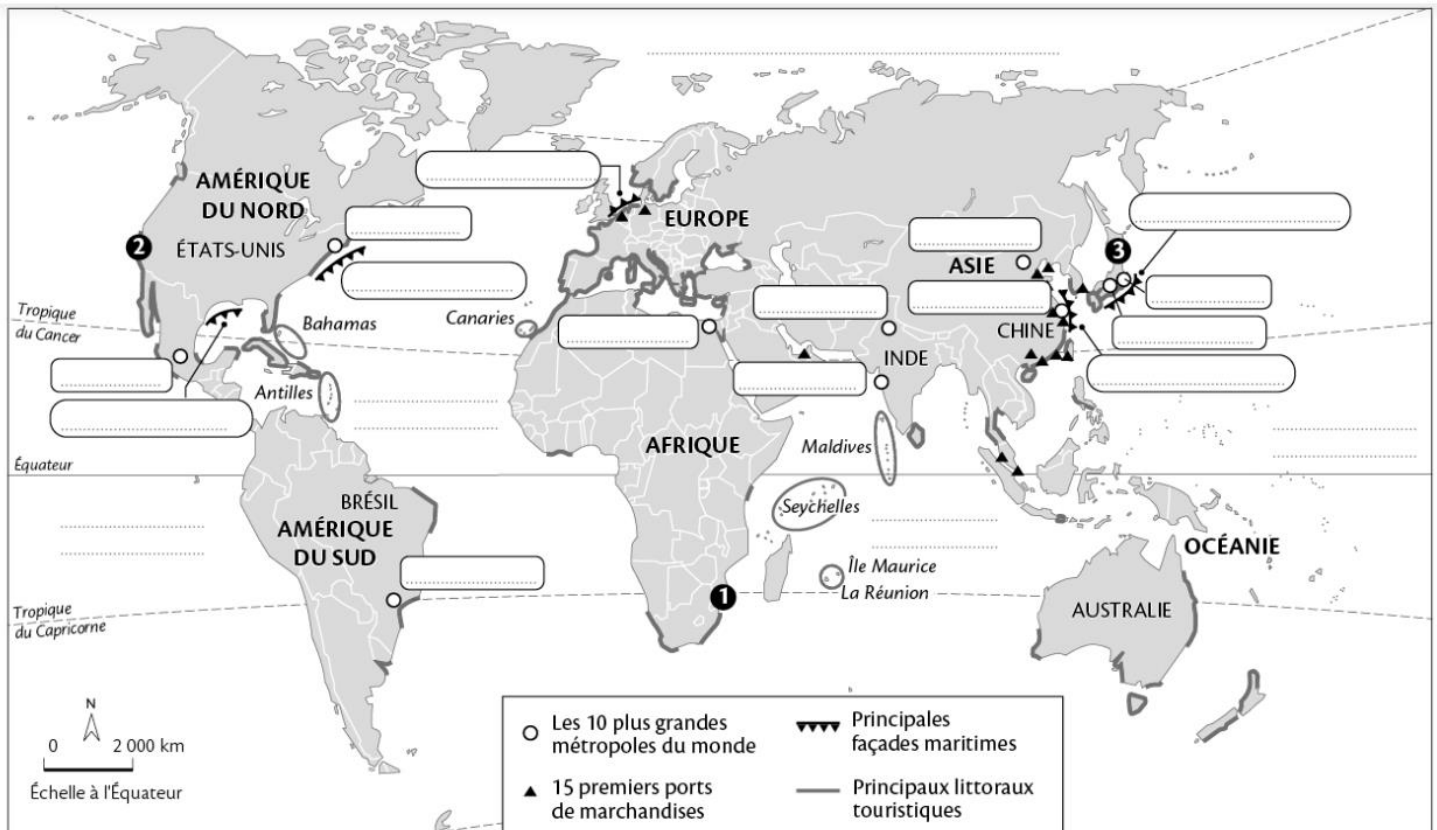 AMÉRIQUE
DU NORD
ÉTATS-UNIS
2
EUROPE
ASIE
3
CHINE
INDE
Tropique
du Cancer
Bahamas
Canaries
Antilles
AFRIQUE
Maldives
Équateur
BRÉSIL
AMÉRIQUE
DU SUD
Seychelles
OCÉANIE
Île Maurice
La Réunion
1
AUSTRALIE
Tropique
du Capricorne
N
0 2 000 km
Échelle à l'Équateur
Les 10 plus grandes
métropoles du monde
15 premiers ports
de marchandises
Principales
façades maritimes
Principaux littoraux
touristiques